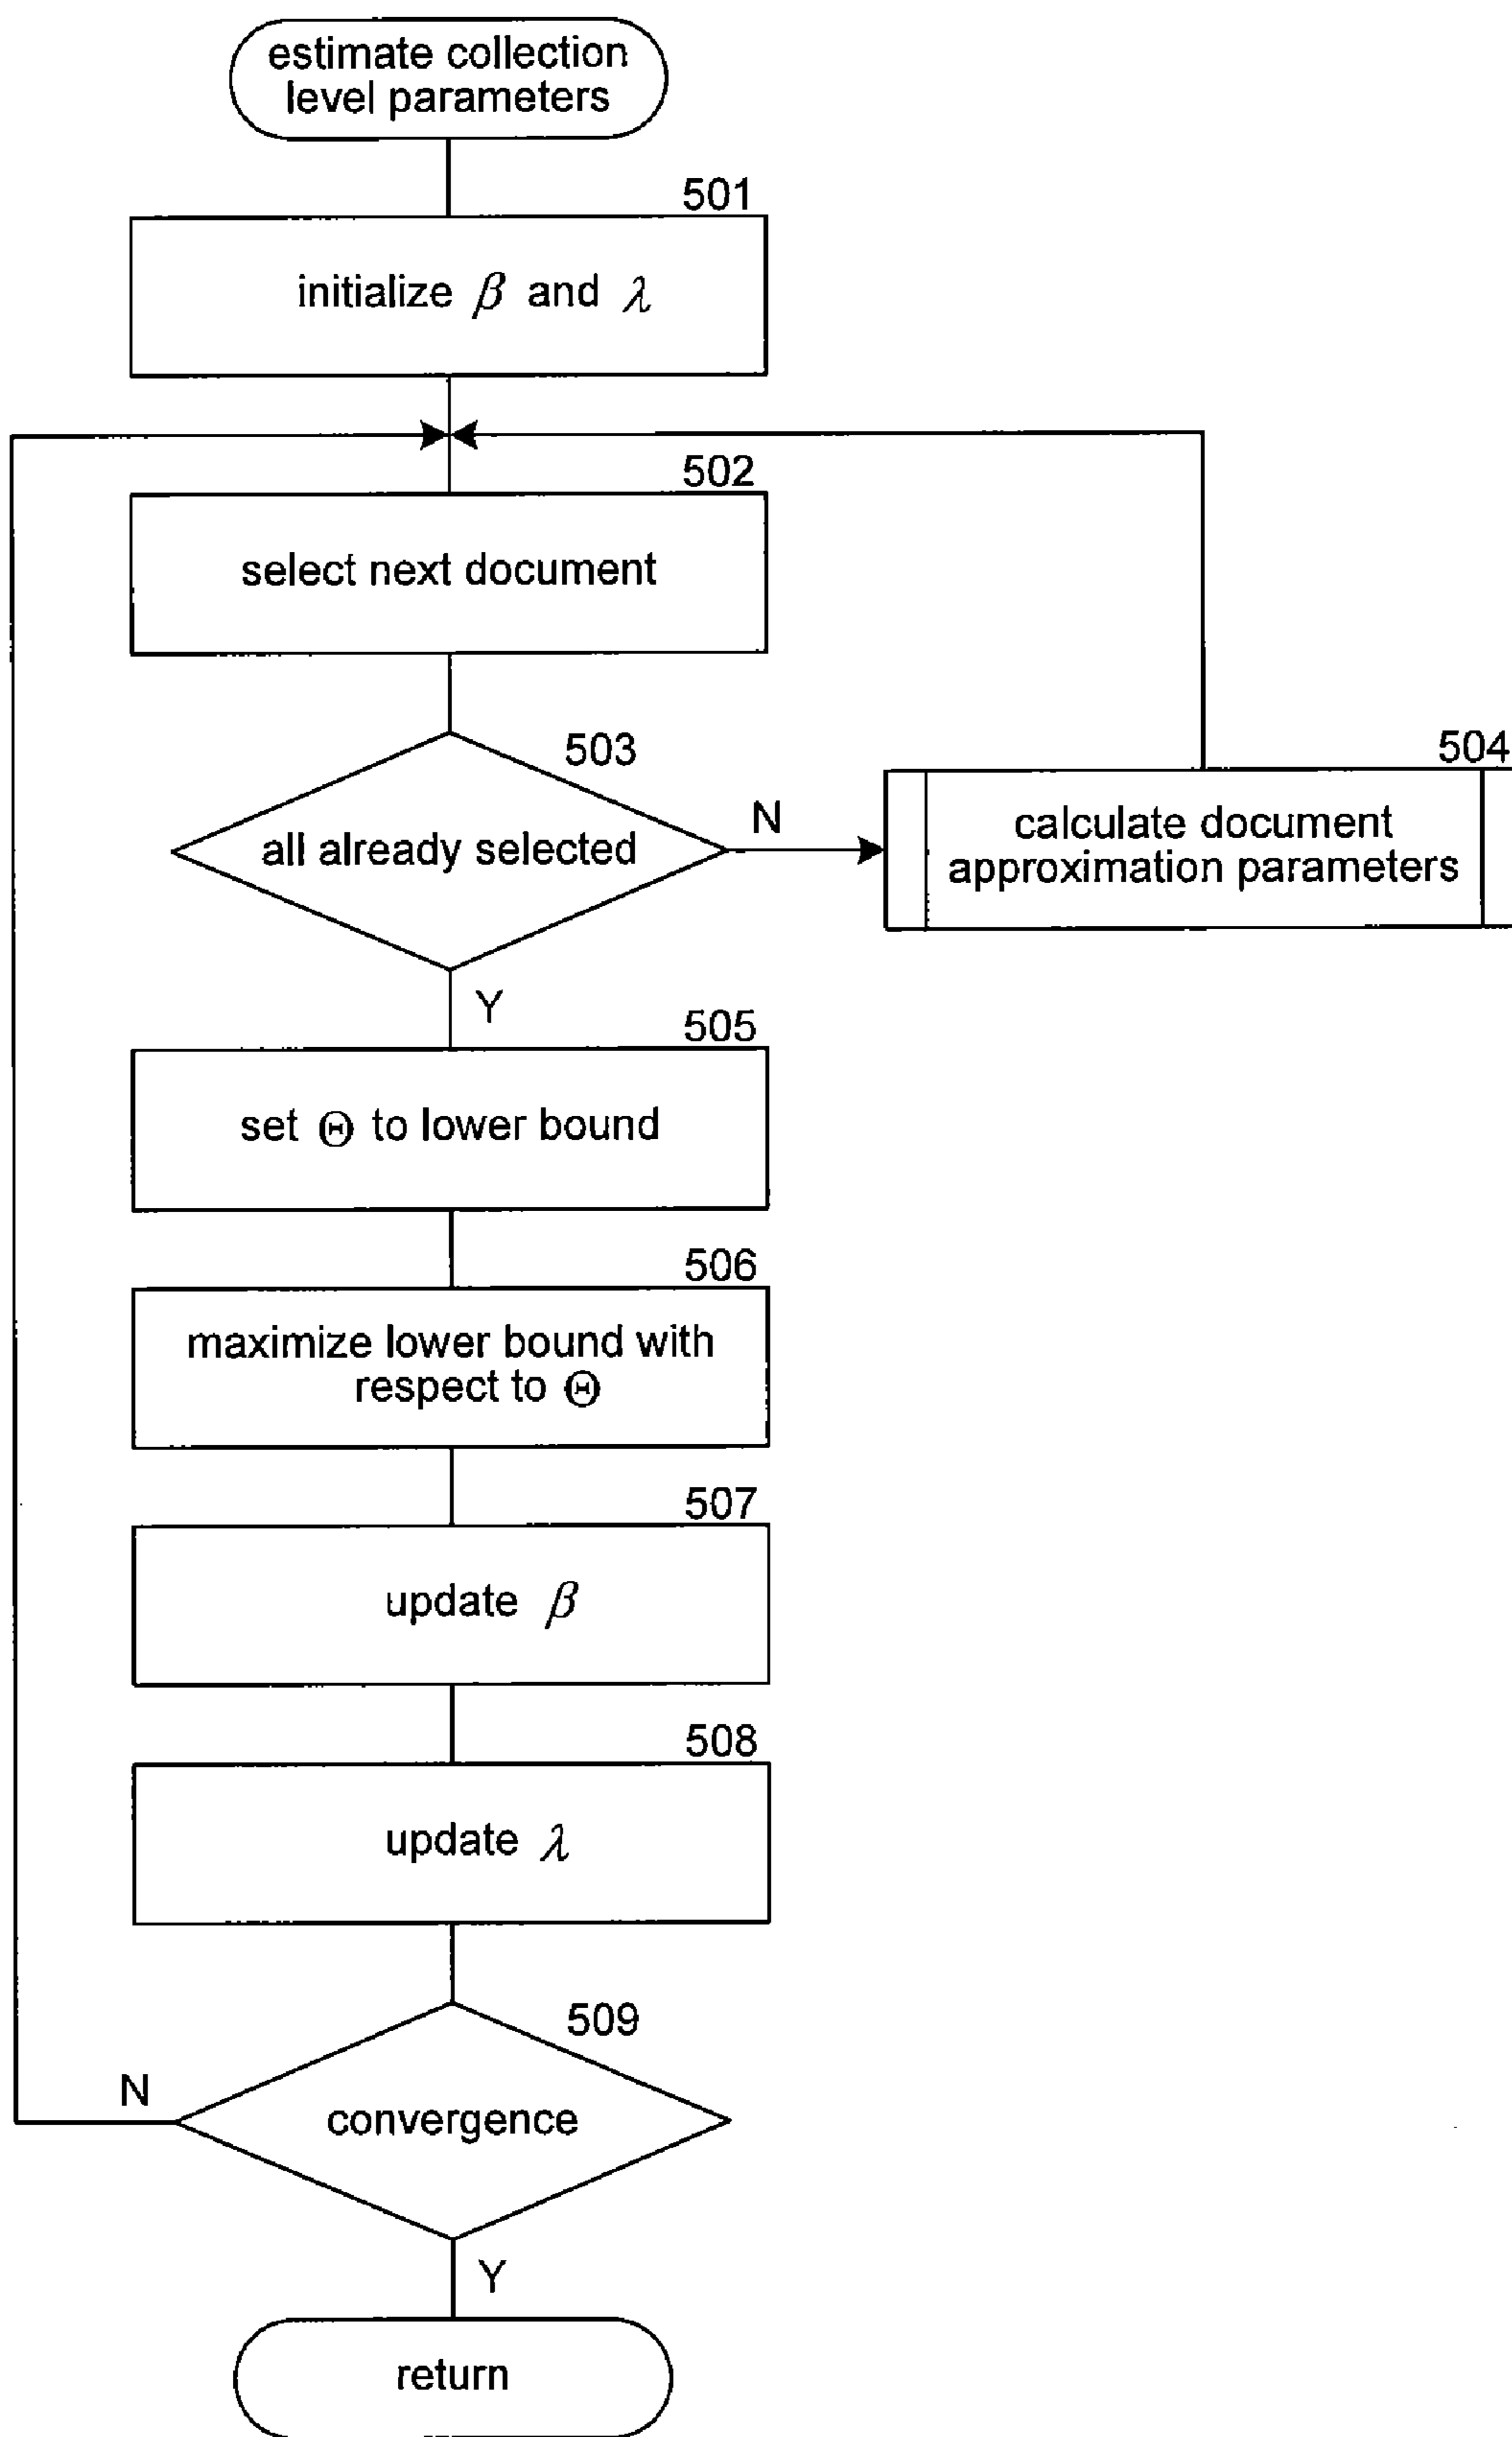 estimate collection
level parameters
501
initialize β and λ
502
select next document
503
all already selected
N
504
calculate document
approximation parameters
Y
505
set Θ to lower bound
506
maximize lower bound with
respect to Θ
507
update β
508
update λ
509
convergence
N
Y
return